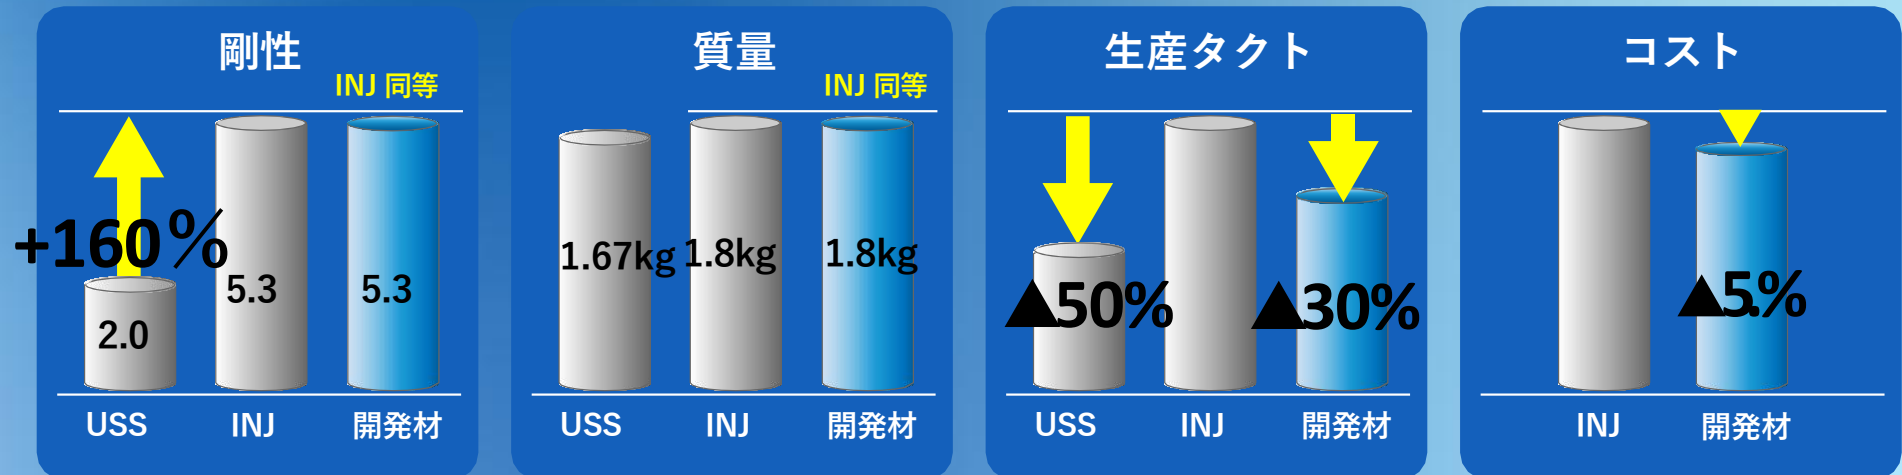 剛性
INJ 同等
+160％
2.0
5.3
5.3
USS
INJ
開発材
質量
INJ 同等
1.67kg
1.8kg
1.8kg
USS
INJ
開発材
生産タクト
▲50%
▲30%
USS
INJ
開発材
コスト
▲5.%
INJ
開発材